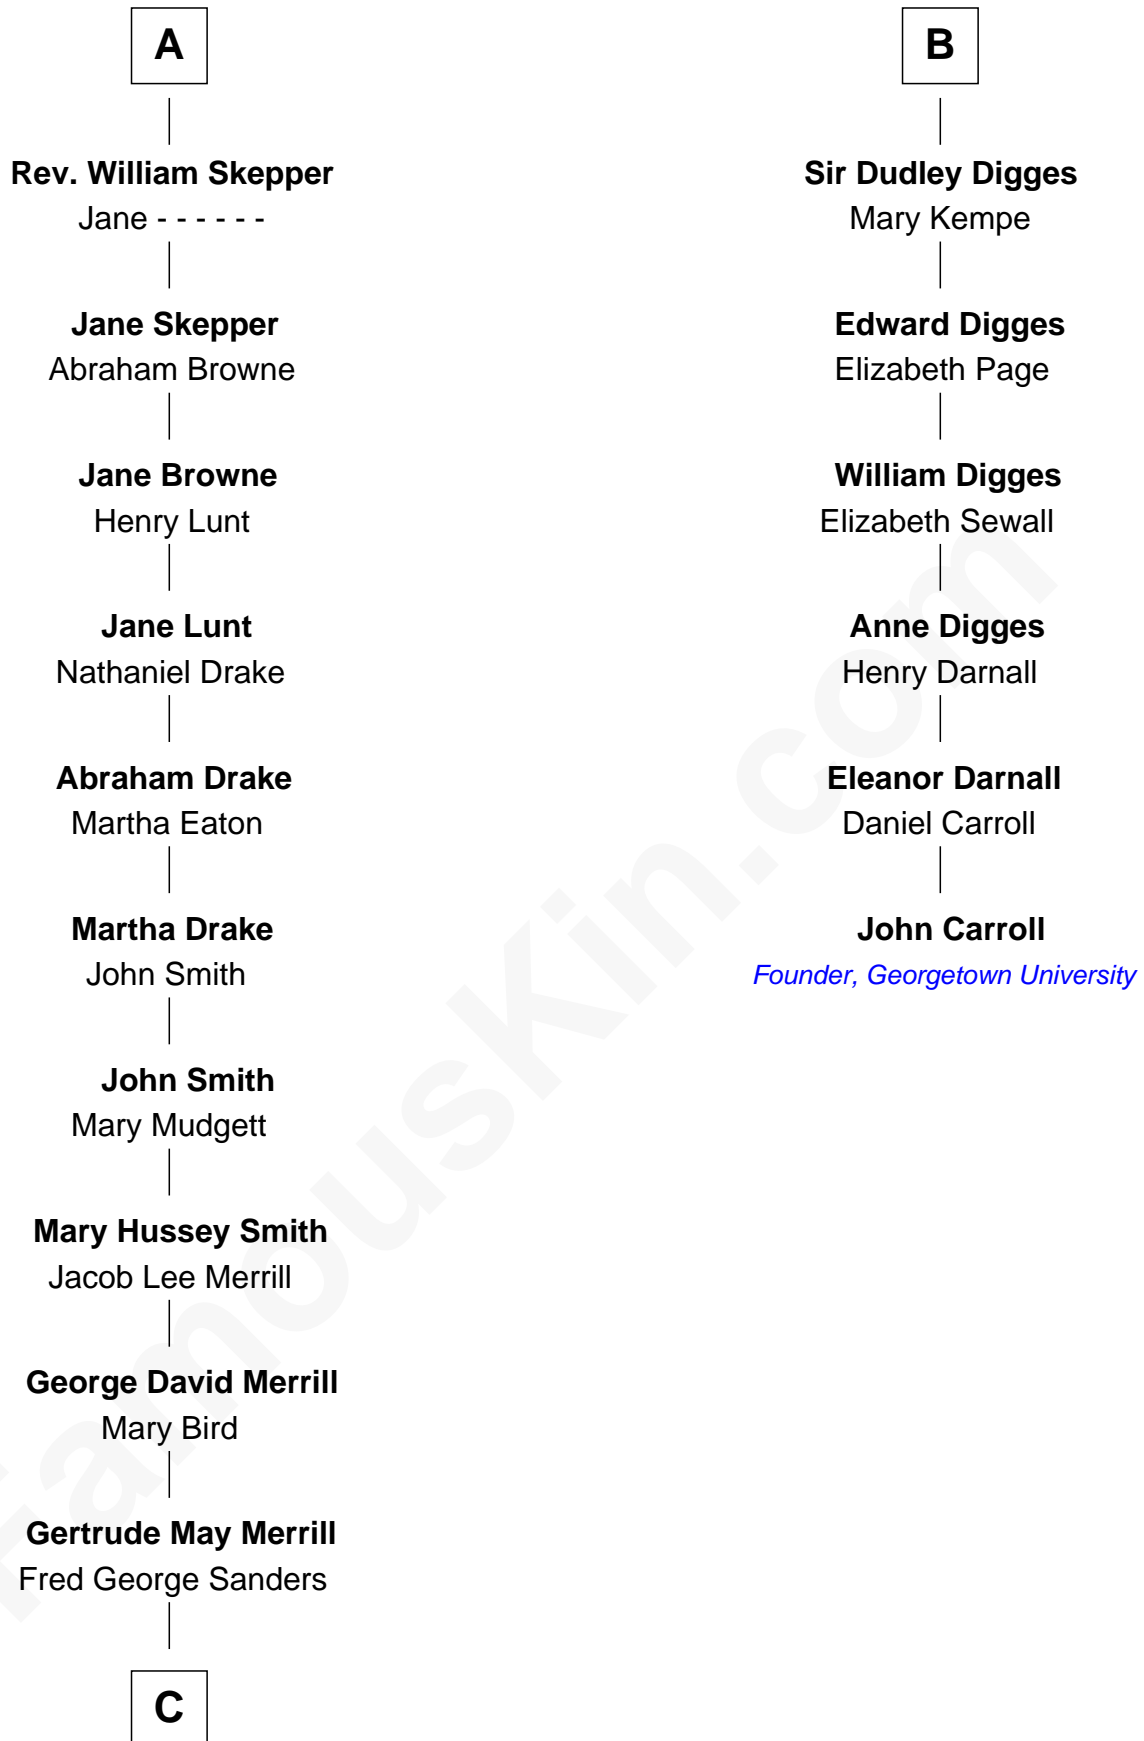 A
Rev. William Skepper
Jane - - - - - -
Jane Skepper
Abraham Browne
Jane Browne
Henry Lunt
Jane Lunt
Nathaniel Drake
Abraham Drake
Martha Eaton
Martha Drake
John Smith
John Smith
Mary Mudgett
Mary Hussey Smith
Jacob Lee Merrill
George David Merrill
Mary Bird
Gertrude May Merrill
Fred George Sanders
C
B
Sir Dudley Digges
Mary Kempe
Edward Digges
Elizabeth Page
William Digges
Elizabeth Sewall
Anne Digges
Henry Darnall
Eleanor Darnall
Daniel Carroll
John Carroll
Founder, Georgetown University
FamousKin.com